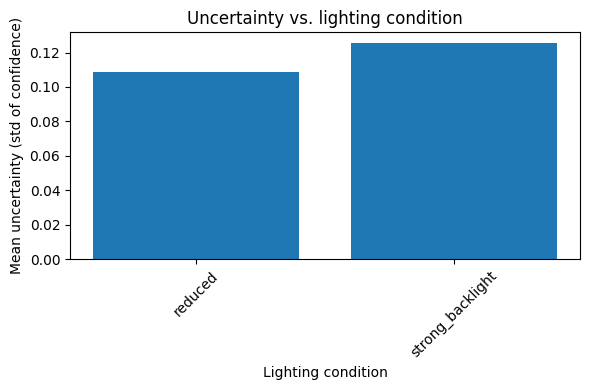 Uncertainty vs. lighting condition
Mean uncertainty (std of confidence)
0.12
0.10
0.08
0.06
0.04
0.02
0.00
reduced
strong_backlight
Lighting condition